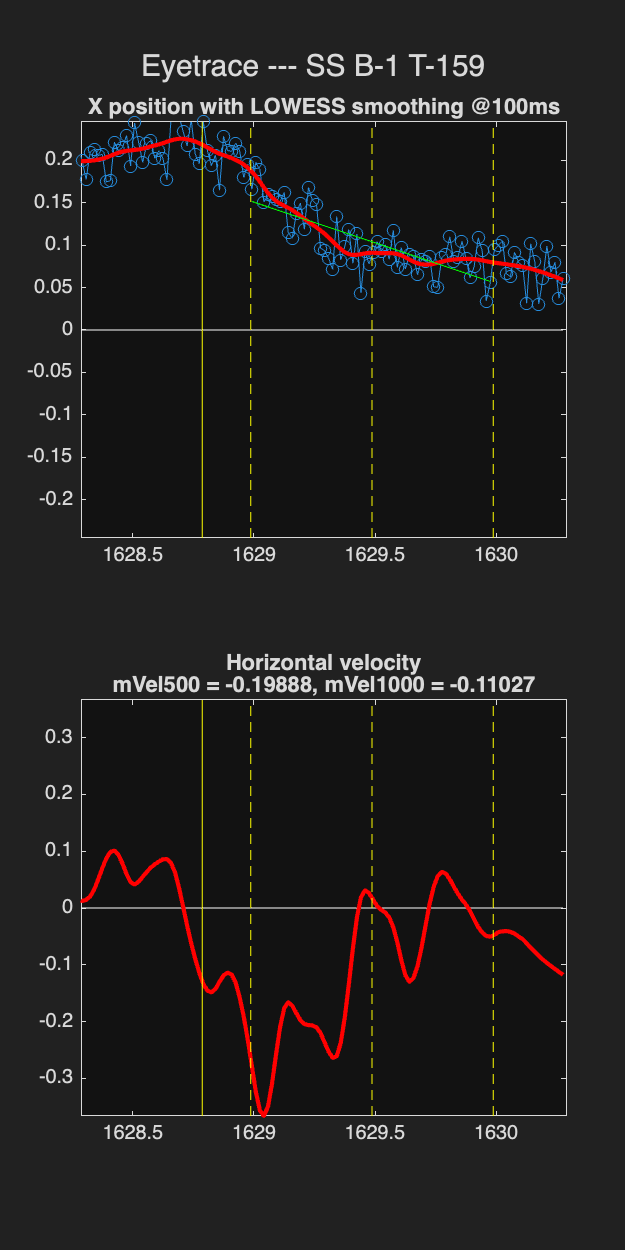 Eyetrace --- SS B-1 T-159
X position with LOWESS smoothing @100ms
0.2
0.15
0.1
0.05
0
-0.05
-0.1
-0.15
-0.2
1628.5 1629 1629.5 1630
Horizontal velocity
mVel500 = -0.19888, mVel1000 = -0.11027
0.3
0.2
0.1
0
-0.1
-0.2
-0.3
1628.5 1629 1629.5 1630